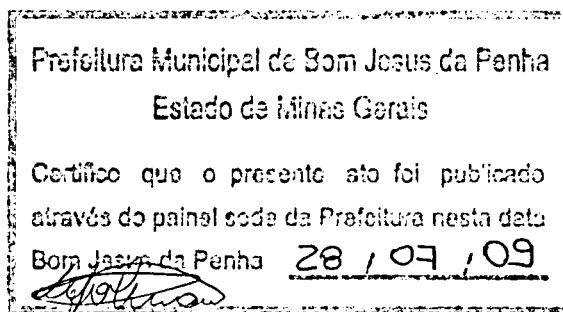 Prefeitura Municipal de Bom Jesus da Penha
Estado de Minas Gerais
Certifico que o presente ato foi publicado
através do painel sede da Prefeitura nesta data
Bom Jesus da Penha 28 / 07 / 09